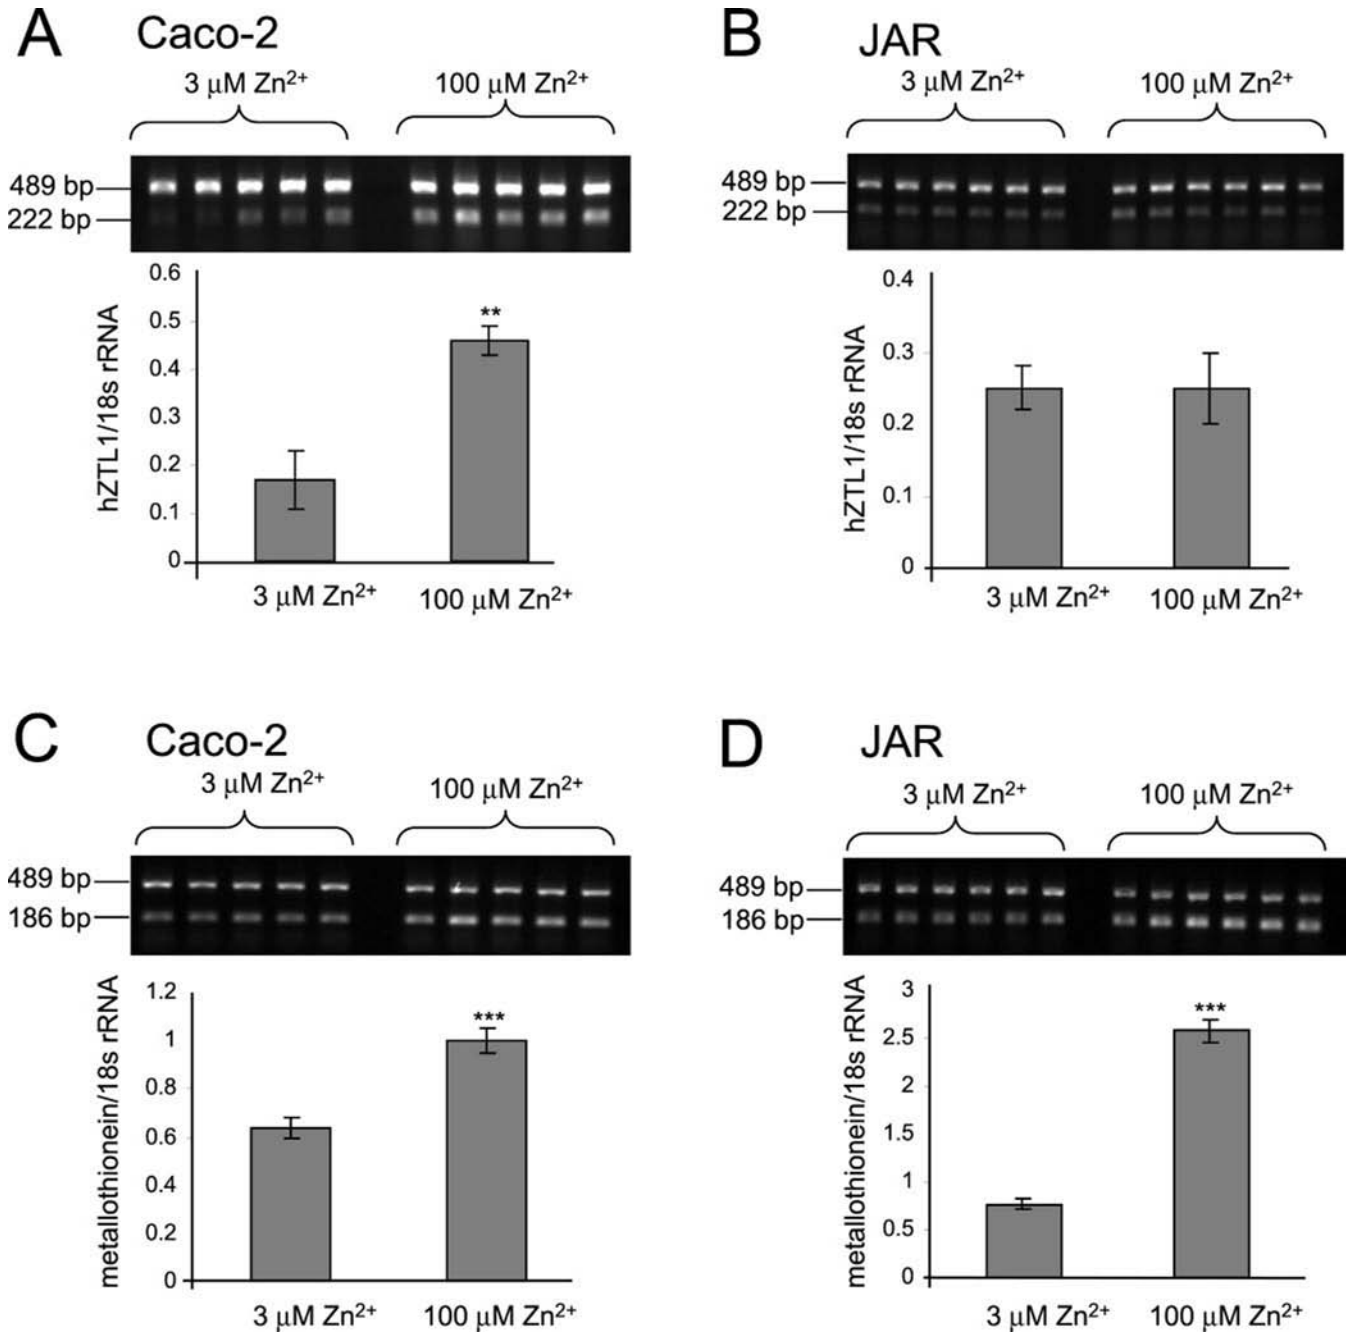 A Caco-2
3 μM Zn²⁺ 100 μM Zn²⁺
489 bp
222 bp
0.6
0.5
0.4
0.3
0.2
0.1
0
hZTL1/18s rRNA
**
3 μM Zn²⁺ 100 μM Zn²⁺
B JAR
3 μM Zn²⁺ 100 μM Zn²⁺
489 bp
222 bp
0.4
0.3
0.2
0.1
0
hZTL1/18s rRNA
3 μM Zn²⁺ 100 μM Zn²⁺
C Caco-2
3 μM Zn²⁺ 100 μM Zn²⁺
489 bp
186 bp
1.2
1
0.8
0.6
0.4
0.2
0
metallothionein/18s rRNA
***
3 μM Zn²⁺ 100 μM Zn²⁺
D JAR
3 μM Zn²⁺ 100 μM Zn²⁺
489 bp
186 bp
3
2.5
2
1.5
1
0.5
0
metallothionein/18s rRNA
***
3 μM Zn²⁺ 100 μM Zn²⁺